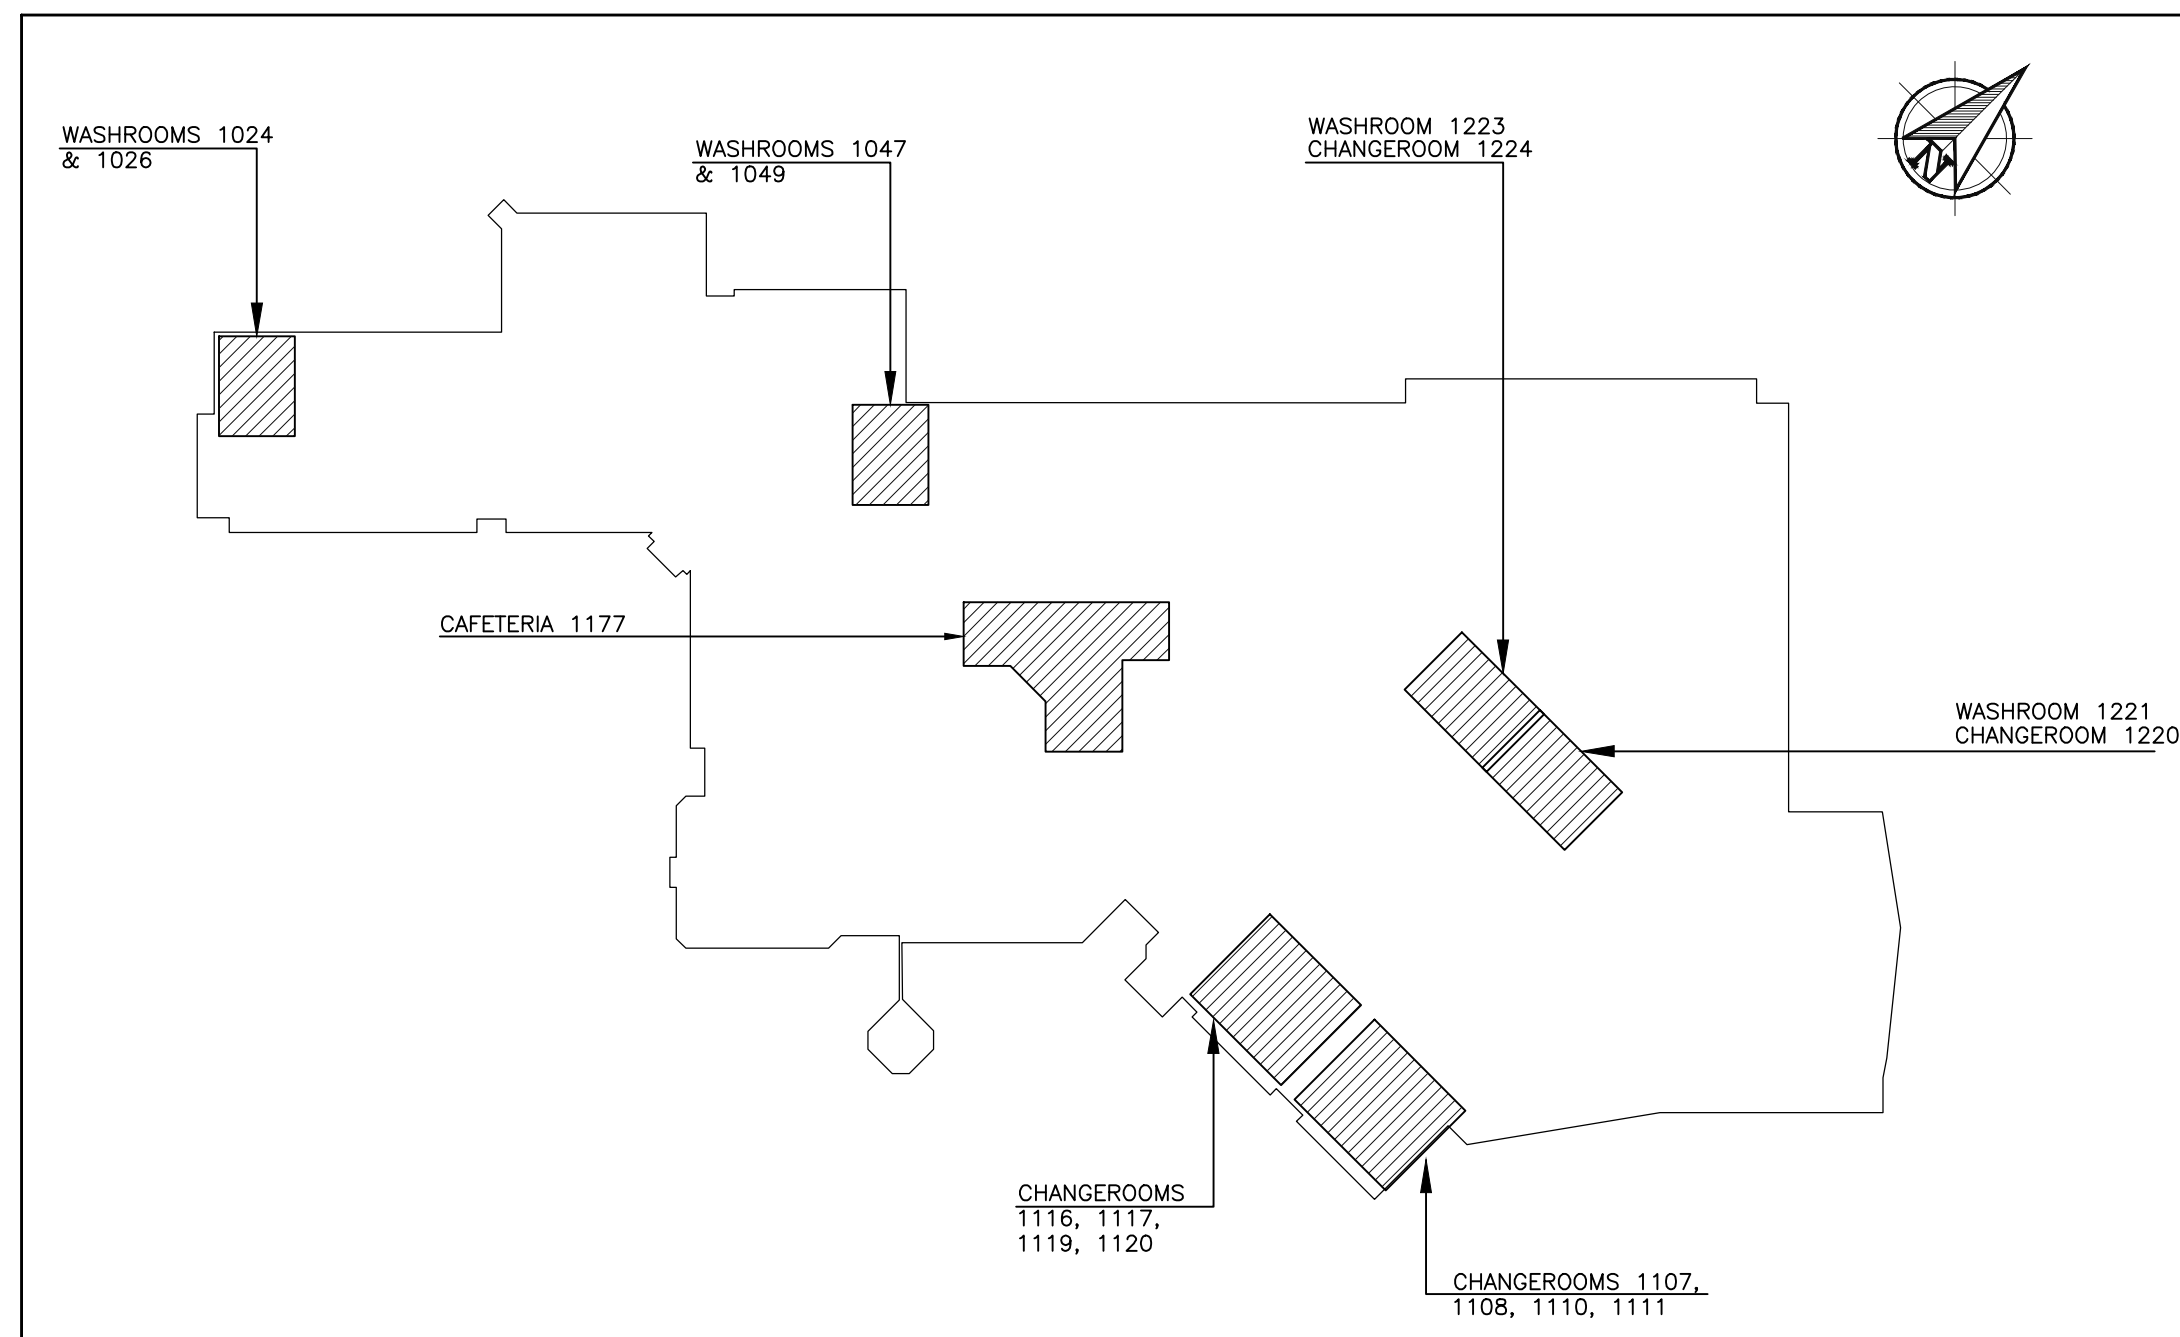 WASHROOMS 1024
& 1026
WASHROOMS 1047
& 1049
WASHROOM 1223
CHANGEROOM 1224
N
CAFETERIA 1177
WASHROOM 1221
CHANGEROOM 1220
CHANGEROOMS
1116, 1117,
1119, 1120
CHANGEROOMS 1107,
1108, 1110, 1111